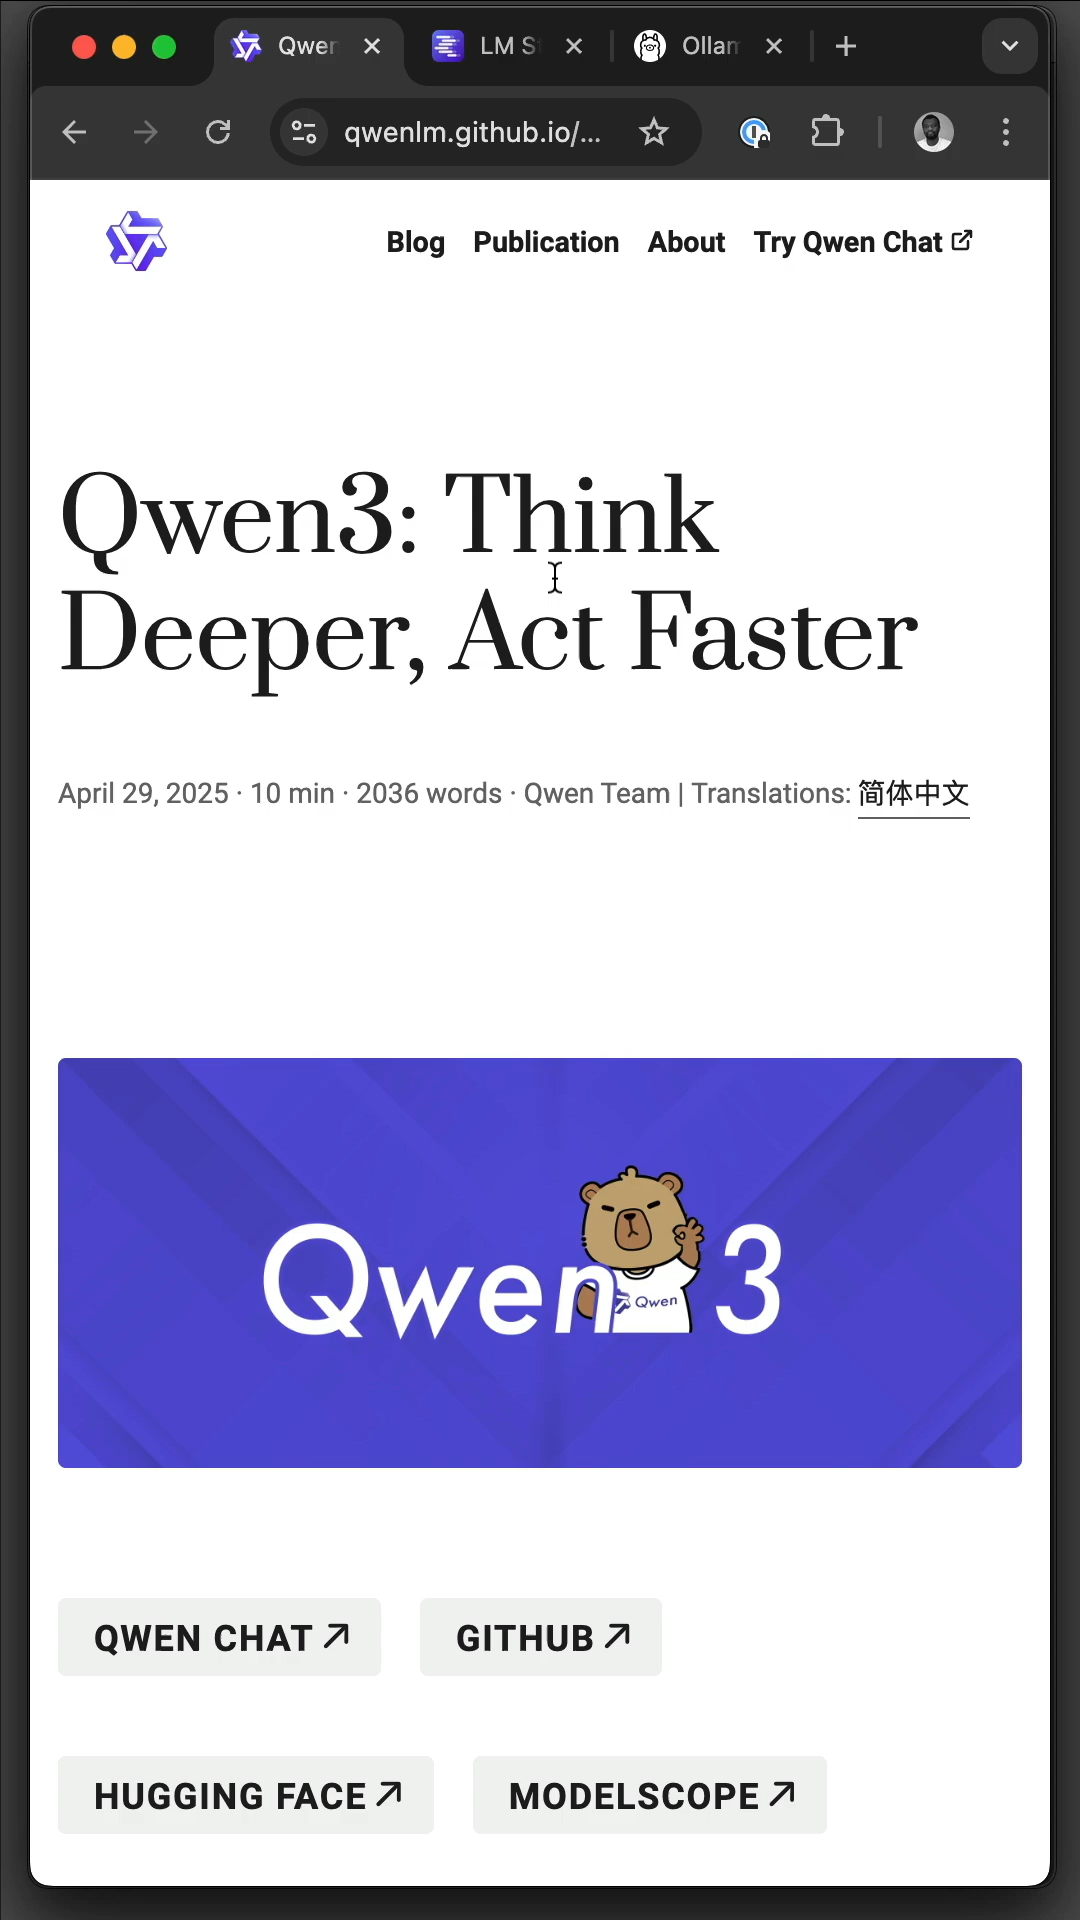 Qwen
LM S
Ollam
qwenlm.github.io/...
Blog Publication About Try Qwen Chat
Qwen3: Think
Deeper, Act Faster
April 29, 2025 · 10 min · 2036 words · Qwen Team | Translations: 简体中文
Qwen 3
Qwen
QWEN CHAT
GITHUB
HUGGING FACE
MODELSCOPE